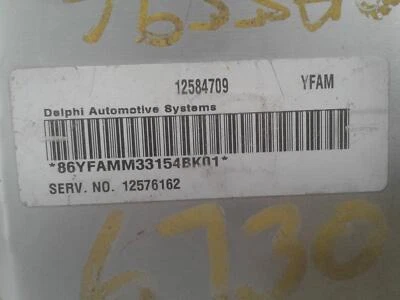 12584709 YFAM
Delphi Automotive Systems
*86YFAMM33154BK01*
SERV. NO. 12576162
6730